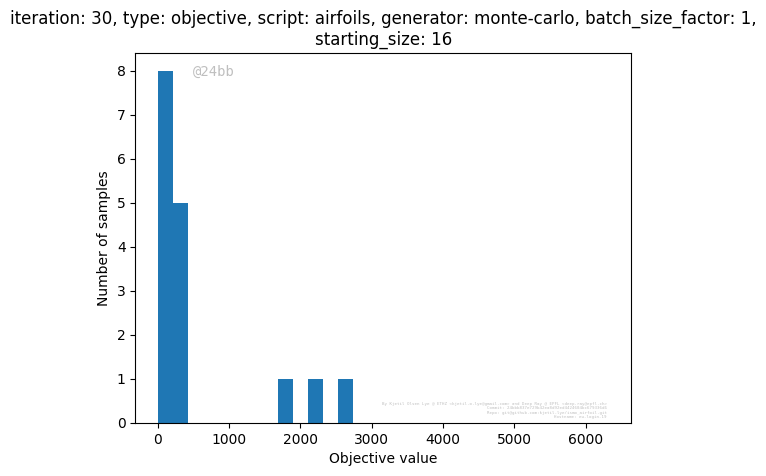 iteration: 30, type: objective, script: airfoils, generator: monte-carlo, batch_size_factor: 1,
starting_size: 16
@24bb
8
7
6
5
4
3
2
1
0
Number of samples
0 1000 2000 3000 4000 5000 6000
Objective value